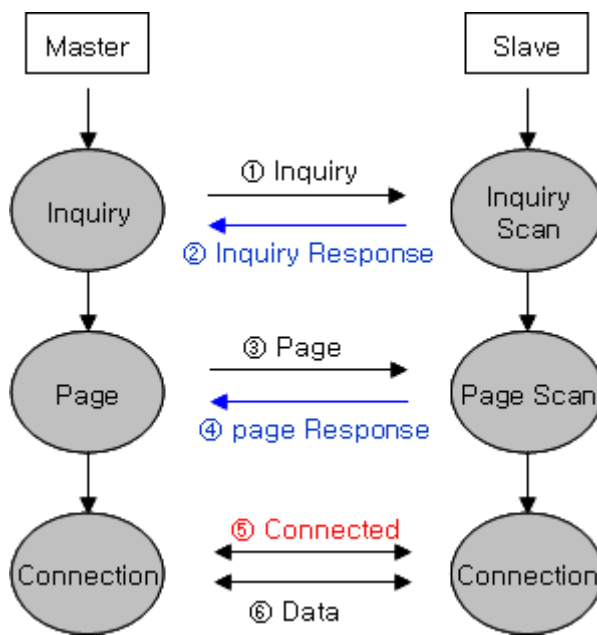 Master
Slave
① Inquiry
Inquiry
Inquiry
Scan
② Inquiry Response
③ Page
Page
Page Scan
④ page Response
⑤ Connected
Connection
Connection
⑥ Data